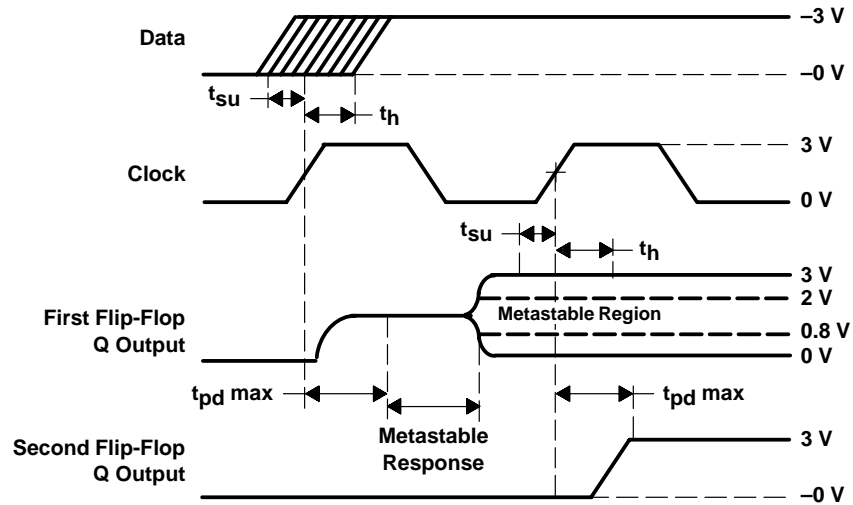 Data
–3 V
–0 V
tsu
th
Clock
3 V
0 V
tsu
th
3 V
2 V
Metastable Region
0.8 V
0 V
First Flip-Flop
Q Output
tpd max
tpd max
Metastable
Response
Second Flip-Flop
Q Output
3 V
–0 V